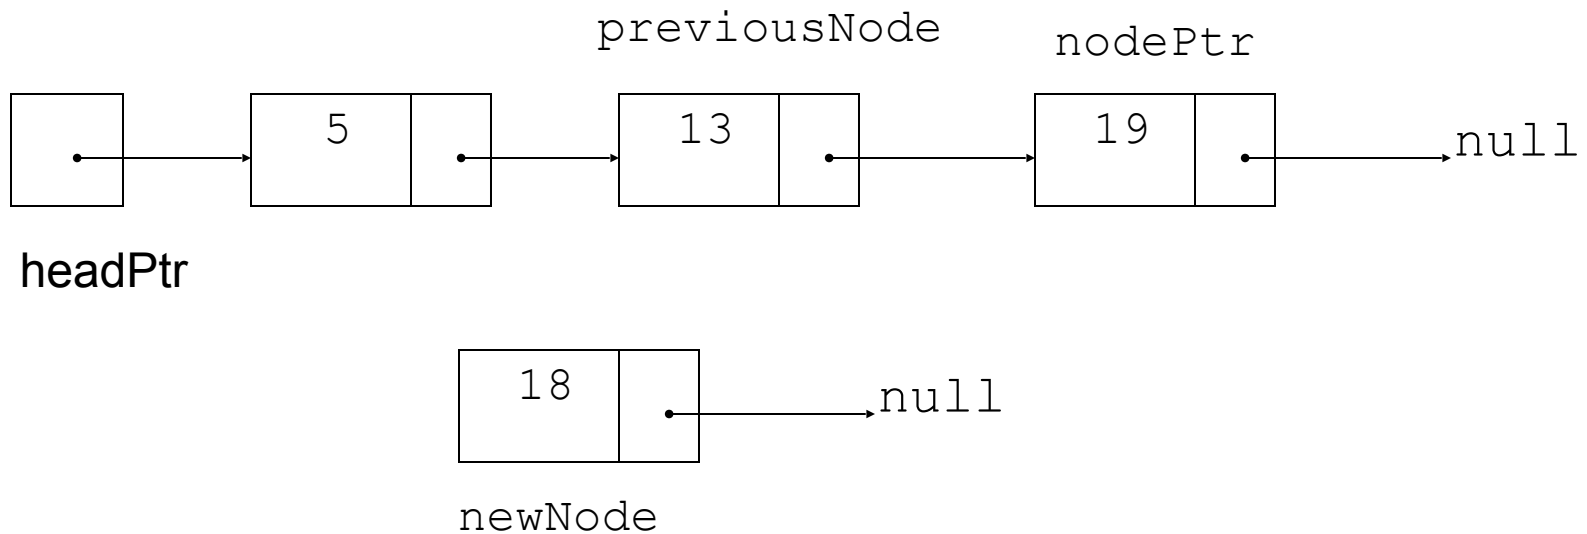 previousNode
nodePtr
5
13
19
null
headPtr
18
null
newNode